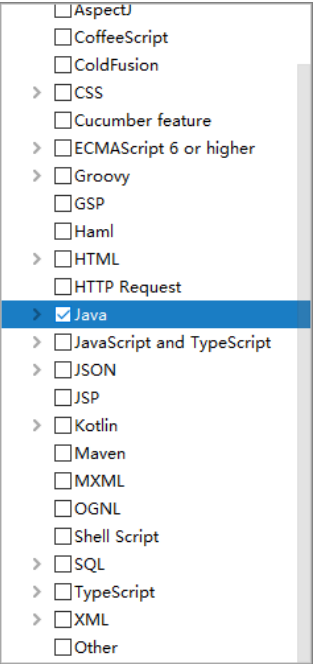 AspectJ
CoffeeScript
ColdFusion
CSS
Cucumber feature
ECMAScript 6 or higher
Groovy
GSP
Haml
HTML
HTTP Request
Java
JavaScript and TypeScript
JSON
JSP
Kotlin
Maven
MXML
OGNL
Shell Script
SQL
TypeScript
XML
Other